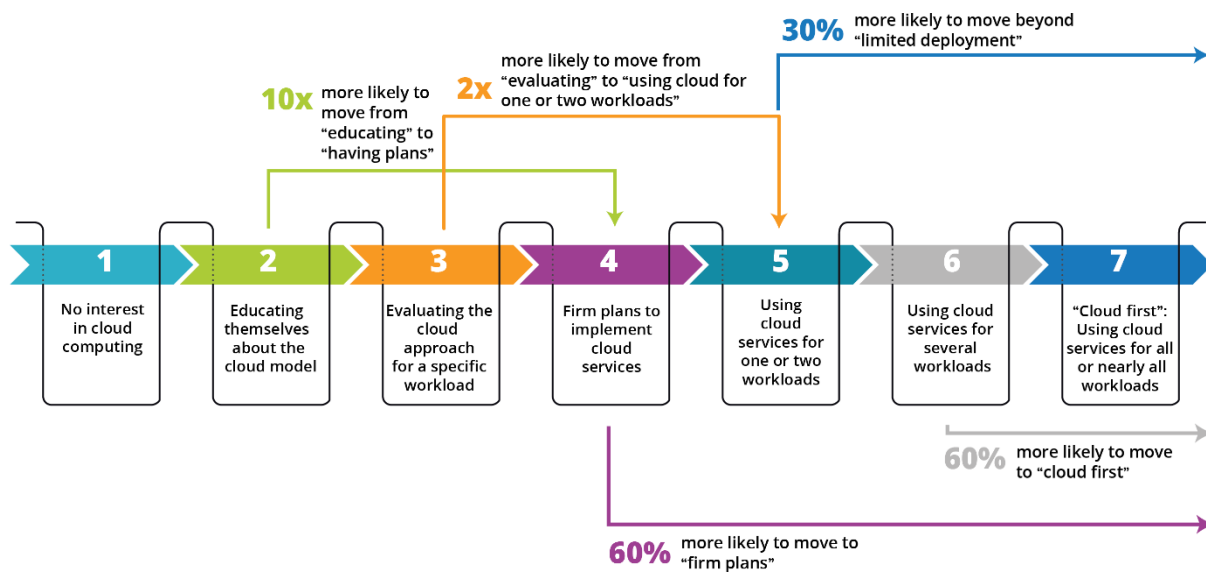 30%
more likely to move beyond
“limited deployment”
2x
more likely to move from
“evaluating” to “using cloud for
one or two workloads”
10x
more likely to
move from
“educating” to
“having plans”
1
2
3
4
5
6
7
No interest
in cloud
computing
Educating
themselves
about the
cloud model
Evaluating the
cloud
approach
for a specific
workload
Firm plans to
implement
cloud
services
Using
cloud
services for
one or two
workloads
Using cloud
services for
several
workloads
“Cloud first”:
Using cloud
services for all
or nearly all
workloads
60%
more likely to move
to “cloud first”
60%
more likely to move to
“firm plans”